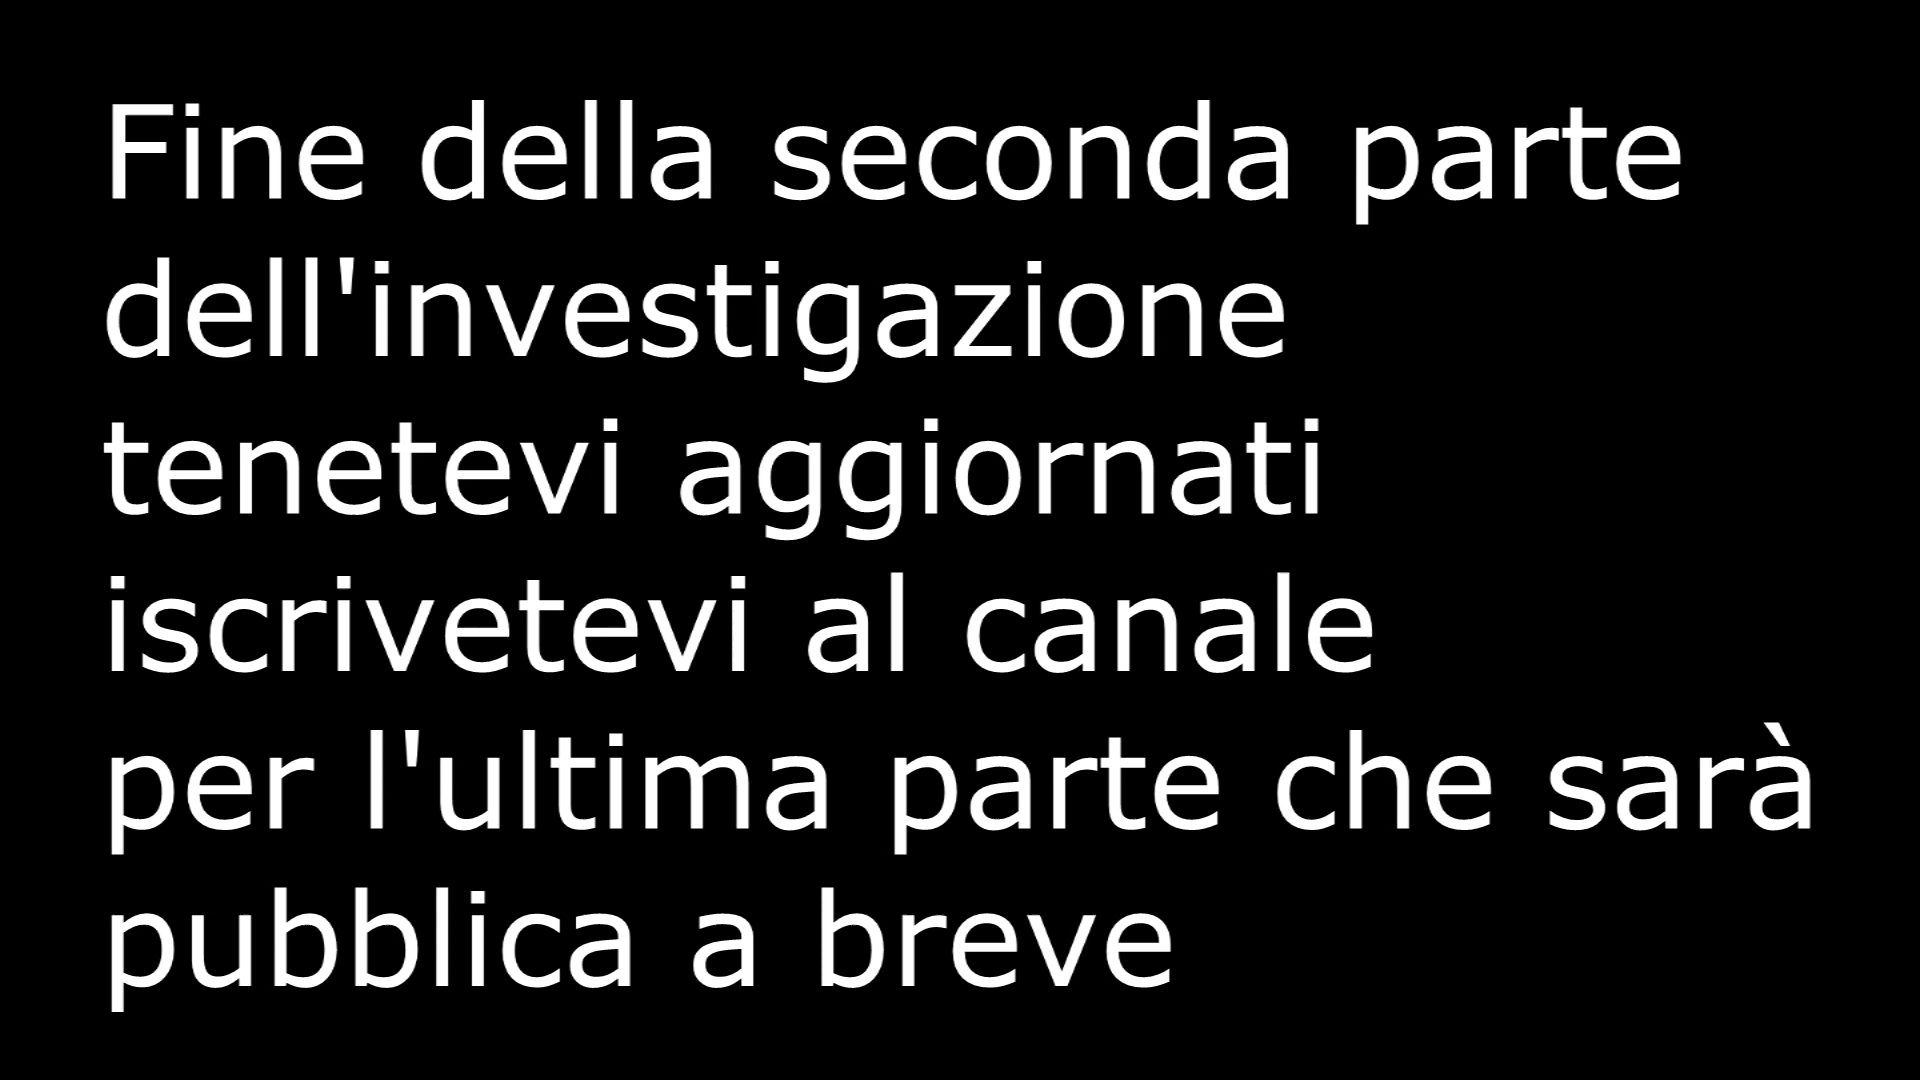 Fine della seconda parte
dell'investigazione
tenetevi aggiornati
iscrivetevi al canale
per l'ultima parte che sarà
pubblica a breve